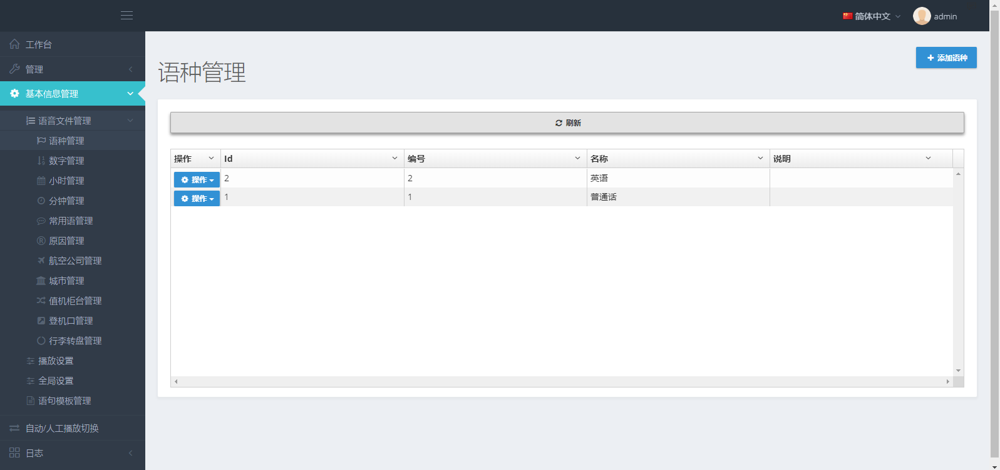 简体中文
admin
工作台
管理
基本信息管理
语音文件管理
语种管理
数字管理
小时管理
分钟管理
常用语管理
原因管理
航空公司管理
城市管理
值机柜台管理
登机口管理
行李转盘管理
播放设置
全局设置
语句模板管理
自动/人工播放切换
日志
语种管理
添加语种
刷新
操作 Id 编号 名称 说明
操作 2 2 英语
操作 1 1 普通话